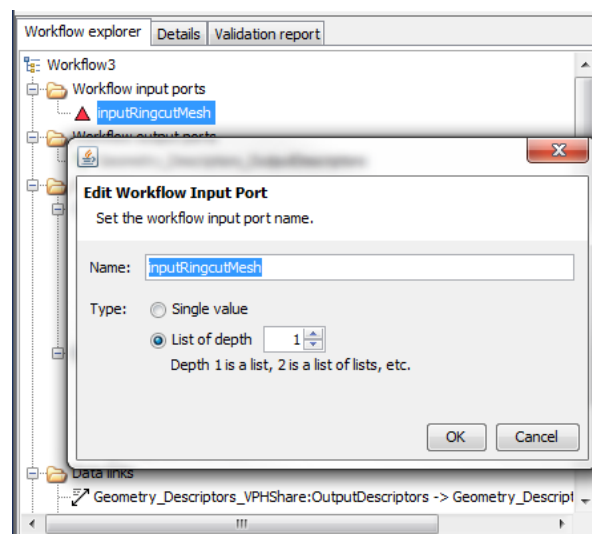 Workflow explorer Details Validation report
Workflow3
Workflow input ports
inputRingcutMesh
Workflow output ports
Edit Workflow Input Port
Set the workflow input port name.
Name: inputRingcutMesh
Type: Single value
List of depth 1
Depth 1 is a list, 2 is a list of lists, etc.
OK Cancel
Data links
Geometry_Descriptors_VPHShare:OutputDescriptors -> Geometry_Descript